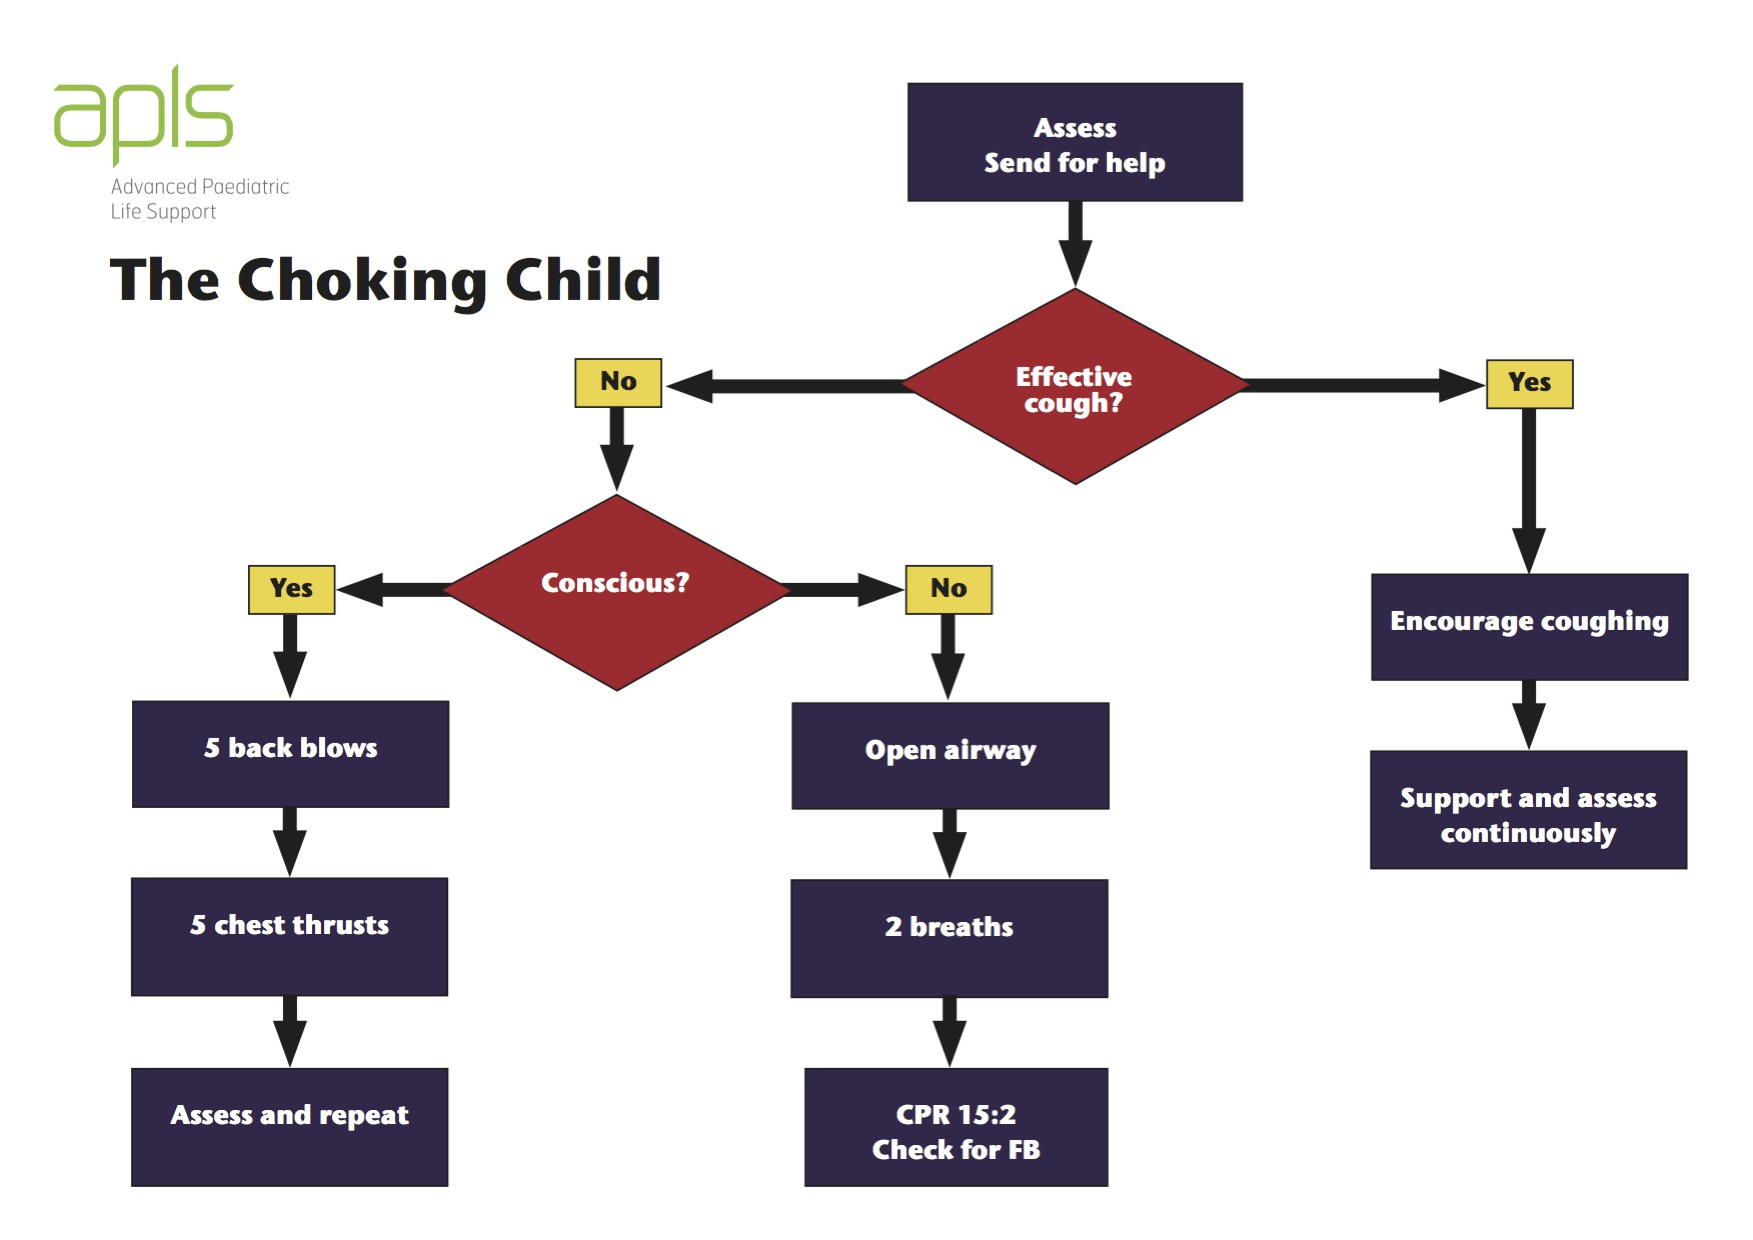 apls
Advanced Paediatric
Life Support
The Choking Child
Assess
Send for help
Effective
cough?
No
Yes
Conscious?
Yes
No
Encourage coughing
5 back blows
Open airway
Support and assess
continuously
5 chest thrusts
2 breaths
Assess and repeat
CPR 15:2
Check for FB